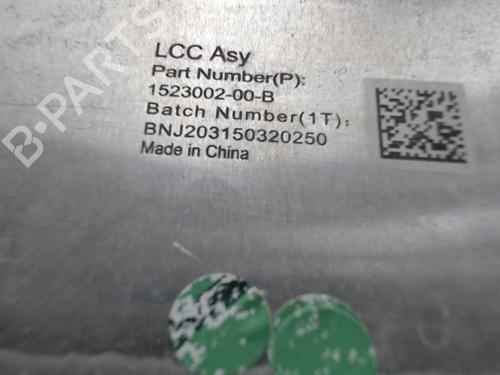 B-PARTS
LCC Asy
Part Number(P):
1523002-00-B
Batch Number(1T):
BNJ203150320250
Made in China